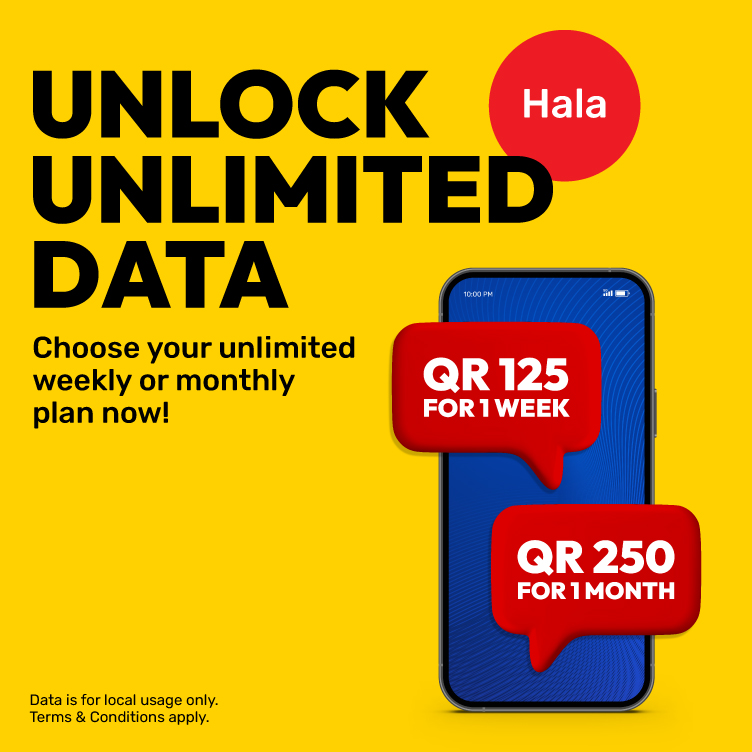 UNLOCK
Hala
UNLIMITED
DATA
Choose your unlimited
weekly or monthly
plan now!
10:00 PM
QR 125
FOR 1 WEEK
QR 250
FOR 1 MONTH
Data is for local usage only.
Terms & Conditions apply.